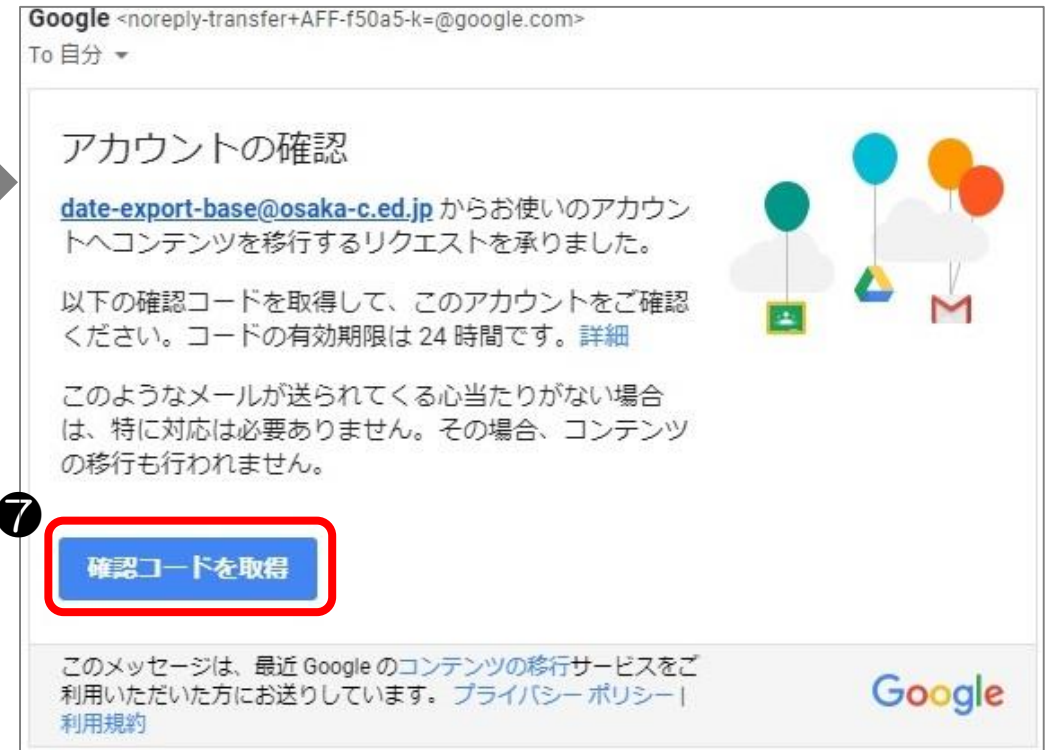 Google <noreply-transfer+AFF-f50a5-k=@google.com>
To 自分
アカウントの確認
date-export-base@osaka-c.ed.jp からお使いのアカウン
トへコンテンツを移行するリクエストを承りました。
以下の確認コードを取得して、このアカウントをご確認
ください。コードの有効期限は 24 時間です。詳細
このようなメールが送られてくる心当たりがない場合
は、特に対応は必要ありません。その場合、コンテンツ
の移行も行われません。
7
確認コードを取得
このメッセージは、最近 Google のコンテンツの移行サービスをご
利用いただいた方にお送りしています。 プライバシー ポリシー |
利用規約
Google